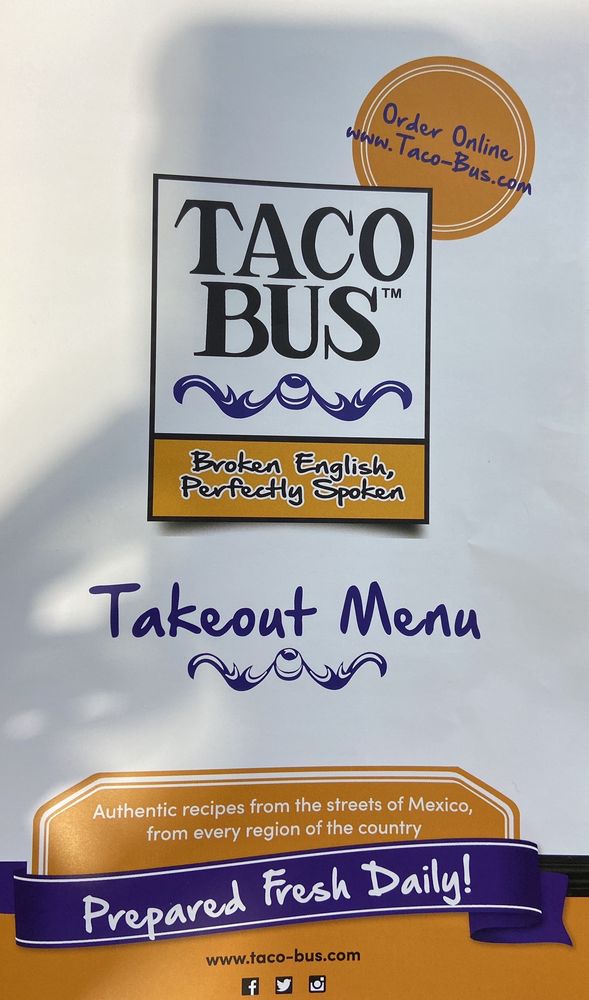 Order Online
www.Taco-Bus.com
TACO
BUS™
Broken English,
Perfectly Spoken
Takeout Menu
Authentic recipes from the streets of Mexico,
from every region of the country
Prepared Fresh Daily!
www.taco-bus.com